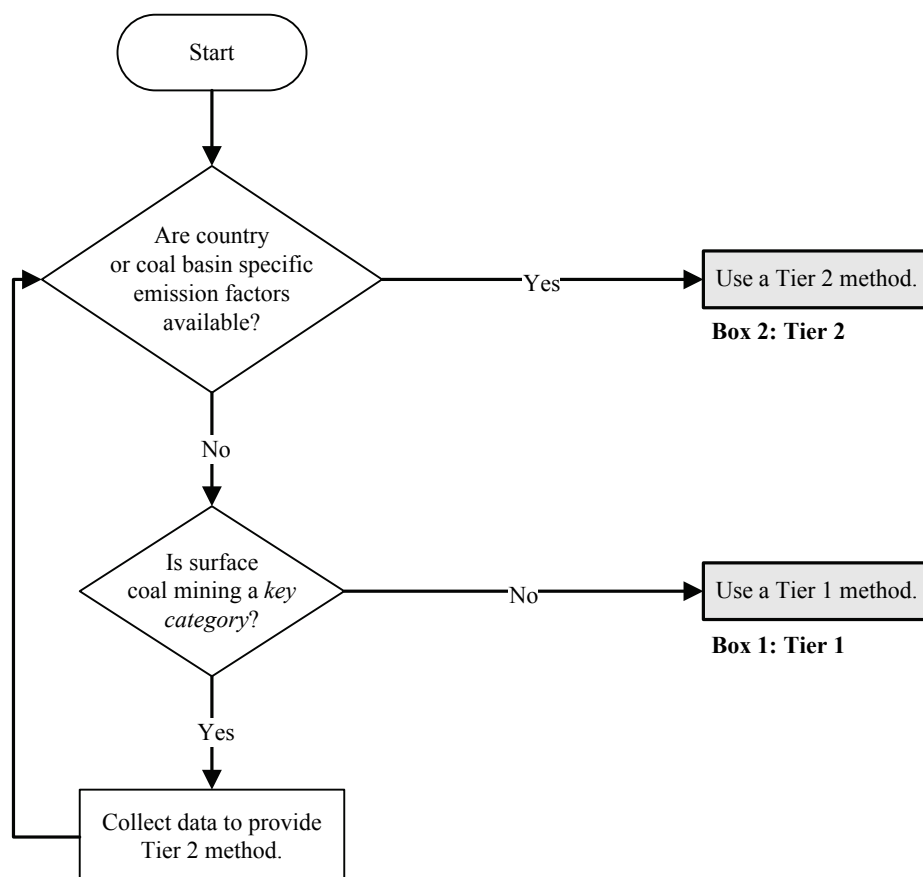 Start
Are country
or coal basin specific
emission factors
available?
Yes
Use a Tier 2 method.
Box 2: Tier 2
No
Is surface
coal mining a key
category?
No
Use a Tier 1 method.
Box 1: Tier 1
Yes
Collect data to provide
Tier 2 method.